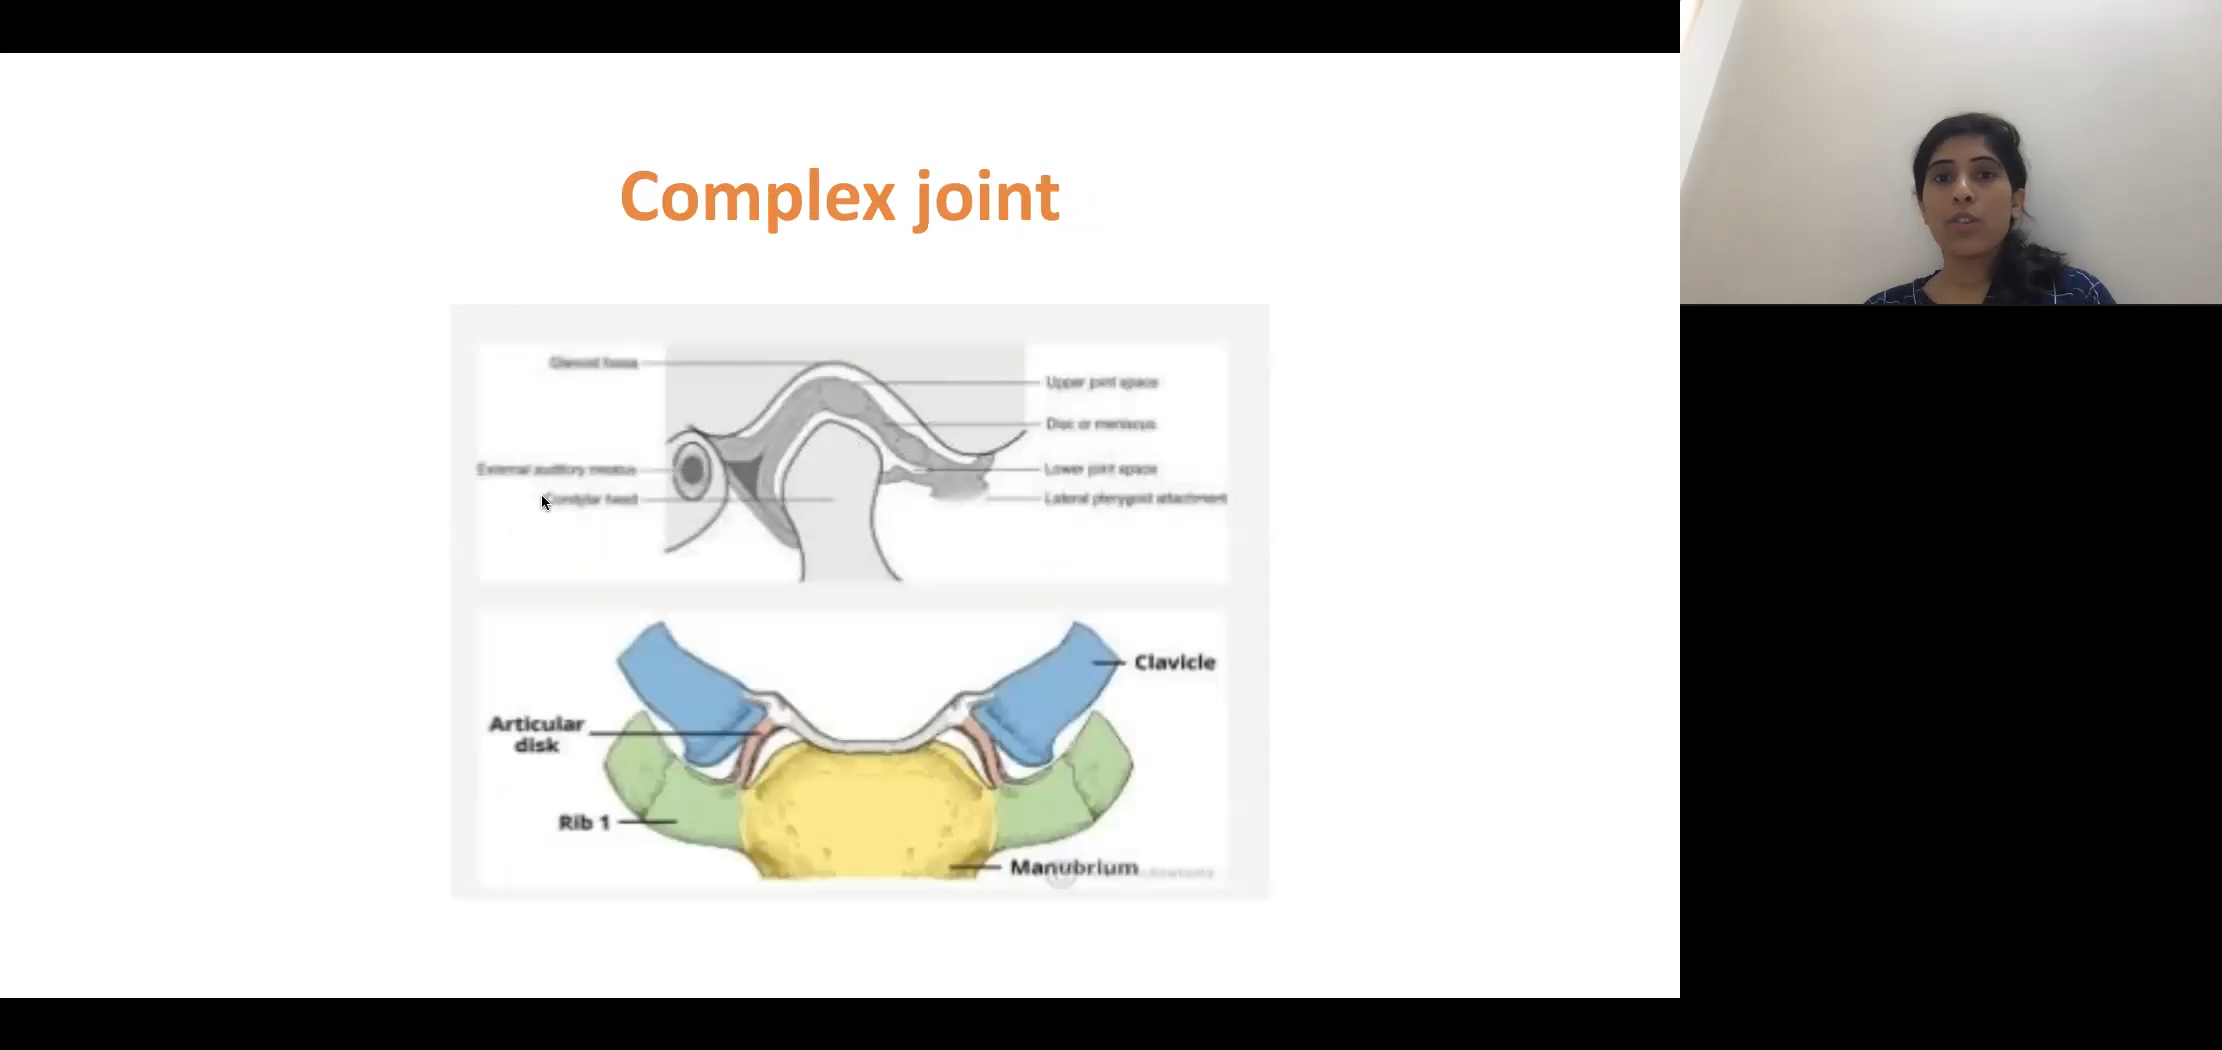 Complex joint
Glenoid fossa
Upper joint space
Disc or meniscus
External auditory meatus
Lower joint space
Condylar head
Lateral pterygoid attachment
Clavicle
Articular
disk
Rib 1
Manubrium